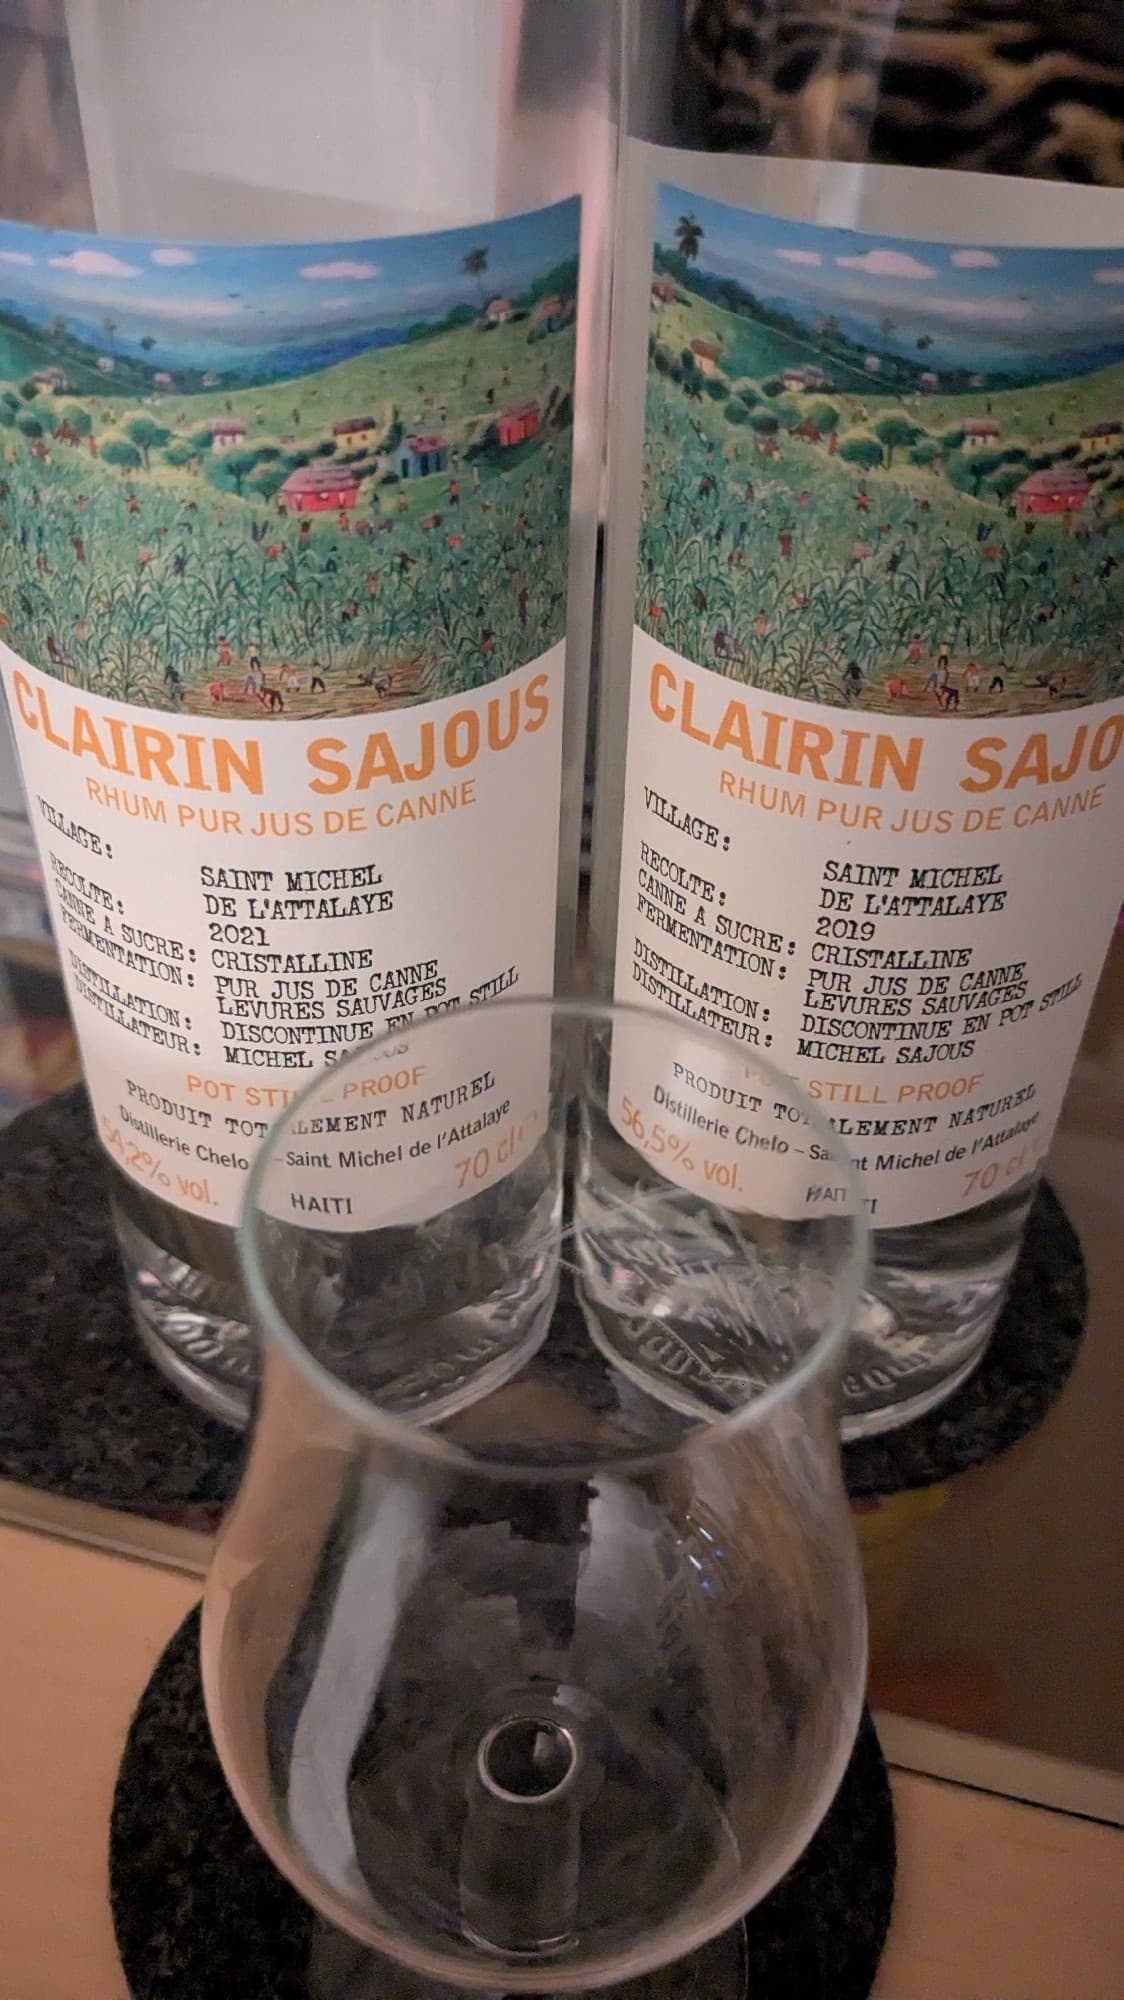 CLAIRIN SAJOUS
RHUM PUR JUS DE CANNE
VILLAGE: SAINT MICHEL
DE L'ATTALAYE
RECOLTE: 2021
CANNE A SUCRE: CRISTALLINE
FERMENTATION: PUR JUS DE CANNE
LEVURES SAUVAGES
DISTILLATION: DISCONTINUE EN POT STILL
DISTILLATEUR: MICHEL SAJOUS
POT STILL PROOF
PRODUIT TOTALEMENT NATUREL
Distillerie Chelo – Saint Michel de l'Attalaye
54,2% vol. 70 cl
HAITI
CLAIRIN SAJO
RHUM PUR JUS DE CANNE
VILLAGE: SAINT MICHEL
DE L'ATTALAYE
RECOLTE: 2019
CANNE A SUCRE: CRISTALLINE
FERMENTATION: PUR JUS DE CANNE
LEVURES SAUVAGES
DISTILLATION: DISCONTINUE EN POT STILL
DISTILLATEUR: MICHEL SAJOUS
POT STILL PROOF
PRODUIT TOTALEMENT NATUREL
Distillerie Chelo – Saint Michel de l'Attalaye
56,5% vol. 70 cl
HAITI